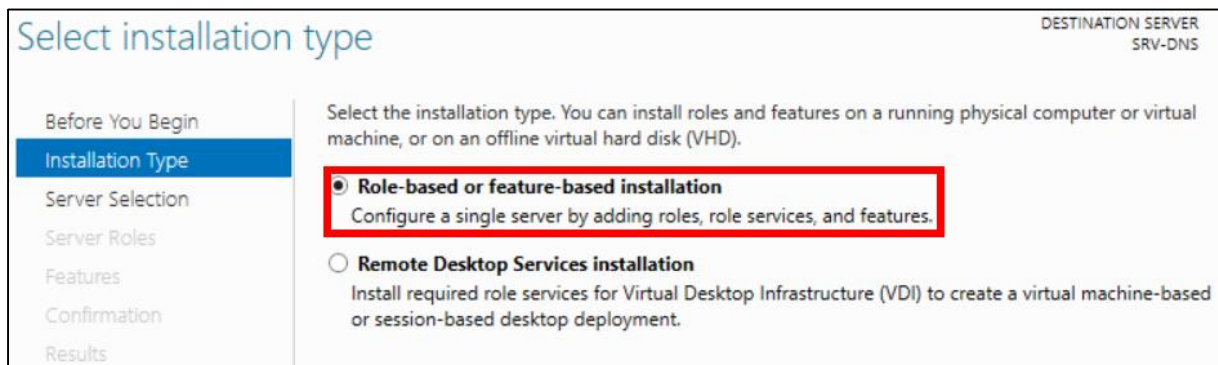 Select installation type
DESTINATION SERVER
SRV-DNS
Before You Begin
Installation Type
Server Selection
Server Roles
Features
Confirmation
Results
Select the installation type. You can install roles and features on a running physical computer or virtual
machine, or on an offline virtual hard disk (VHD).
Role-based or feature-based installation
Configure a single server by adding roles, role services, and features.
Remote Desktop Services installation
Install required role services for Virtual Desktop Infrastructure (VDI) to create a virtual machine-based
or session-based desktop deployment.